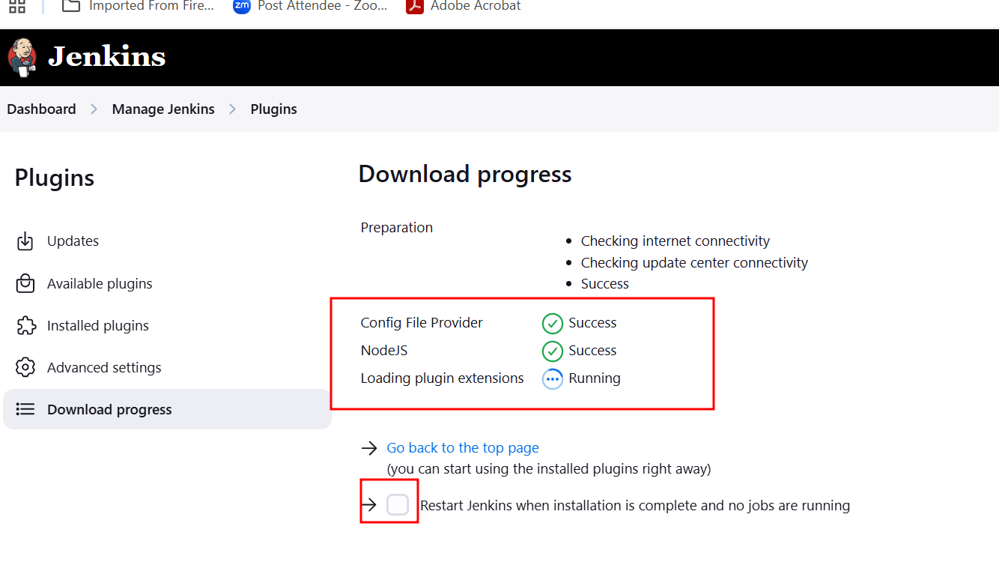 Imported From Fire...
Post Attendee - Zoo...
Adobe Acrobat
zm
Jenkins
Dashboard
Manage Jenkins
Plugins
Plugins
Updates
Available plugins
Installed plugins
Advanced settings
Download progress
Download progress
Preparation
Checking internet connectivity
Checking update center connectivity
Success
Config File Provider Success
NodeJS Success
Loading plugin extensions Running
Go back to the top page
(you can start using the installed plugins right away)
Restart Jenkins when installation is complete and no jobs are running